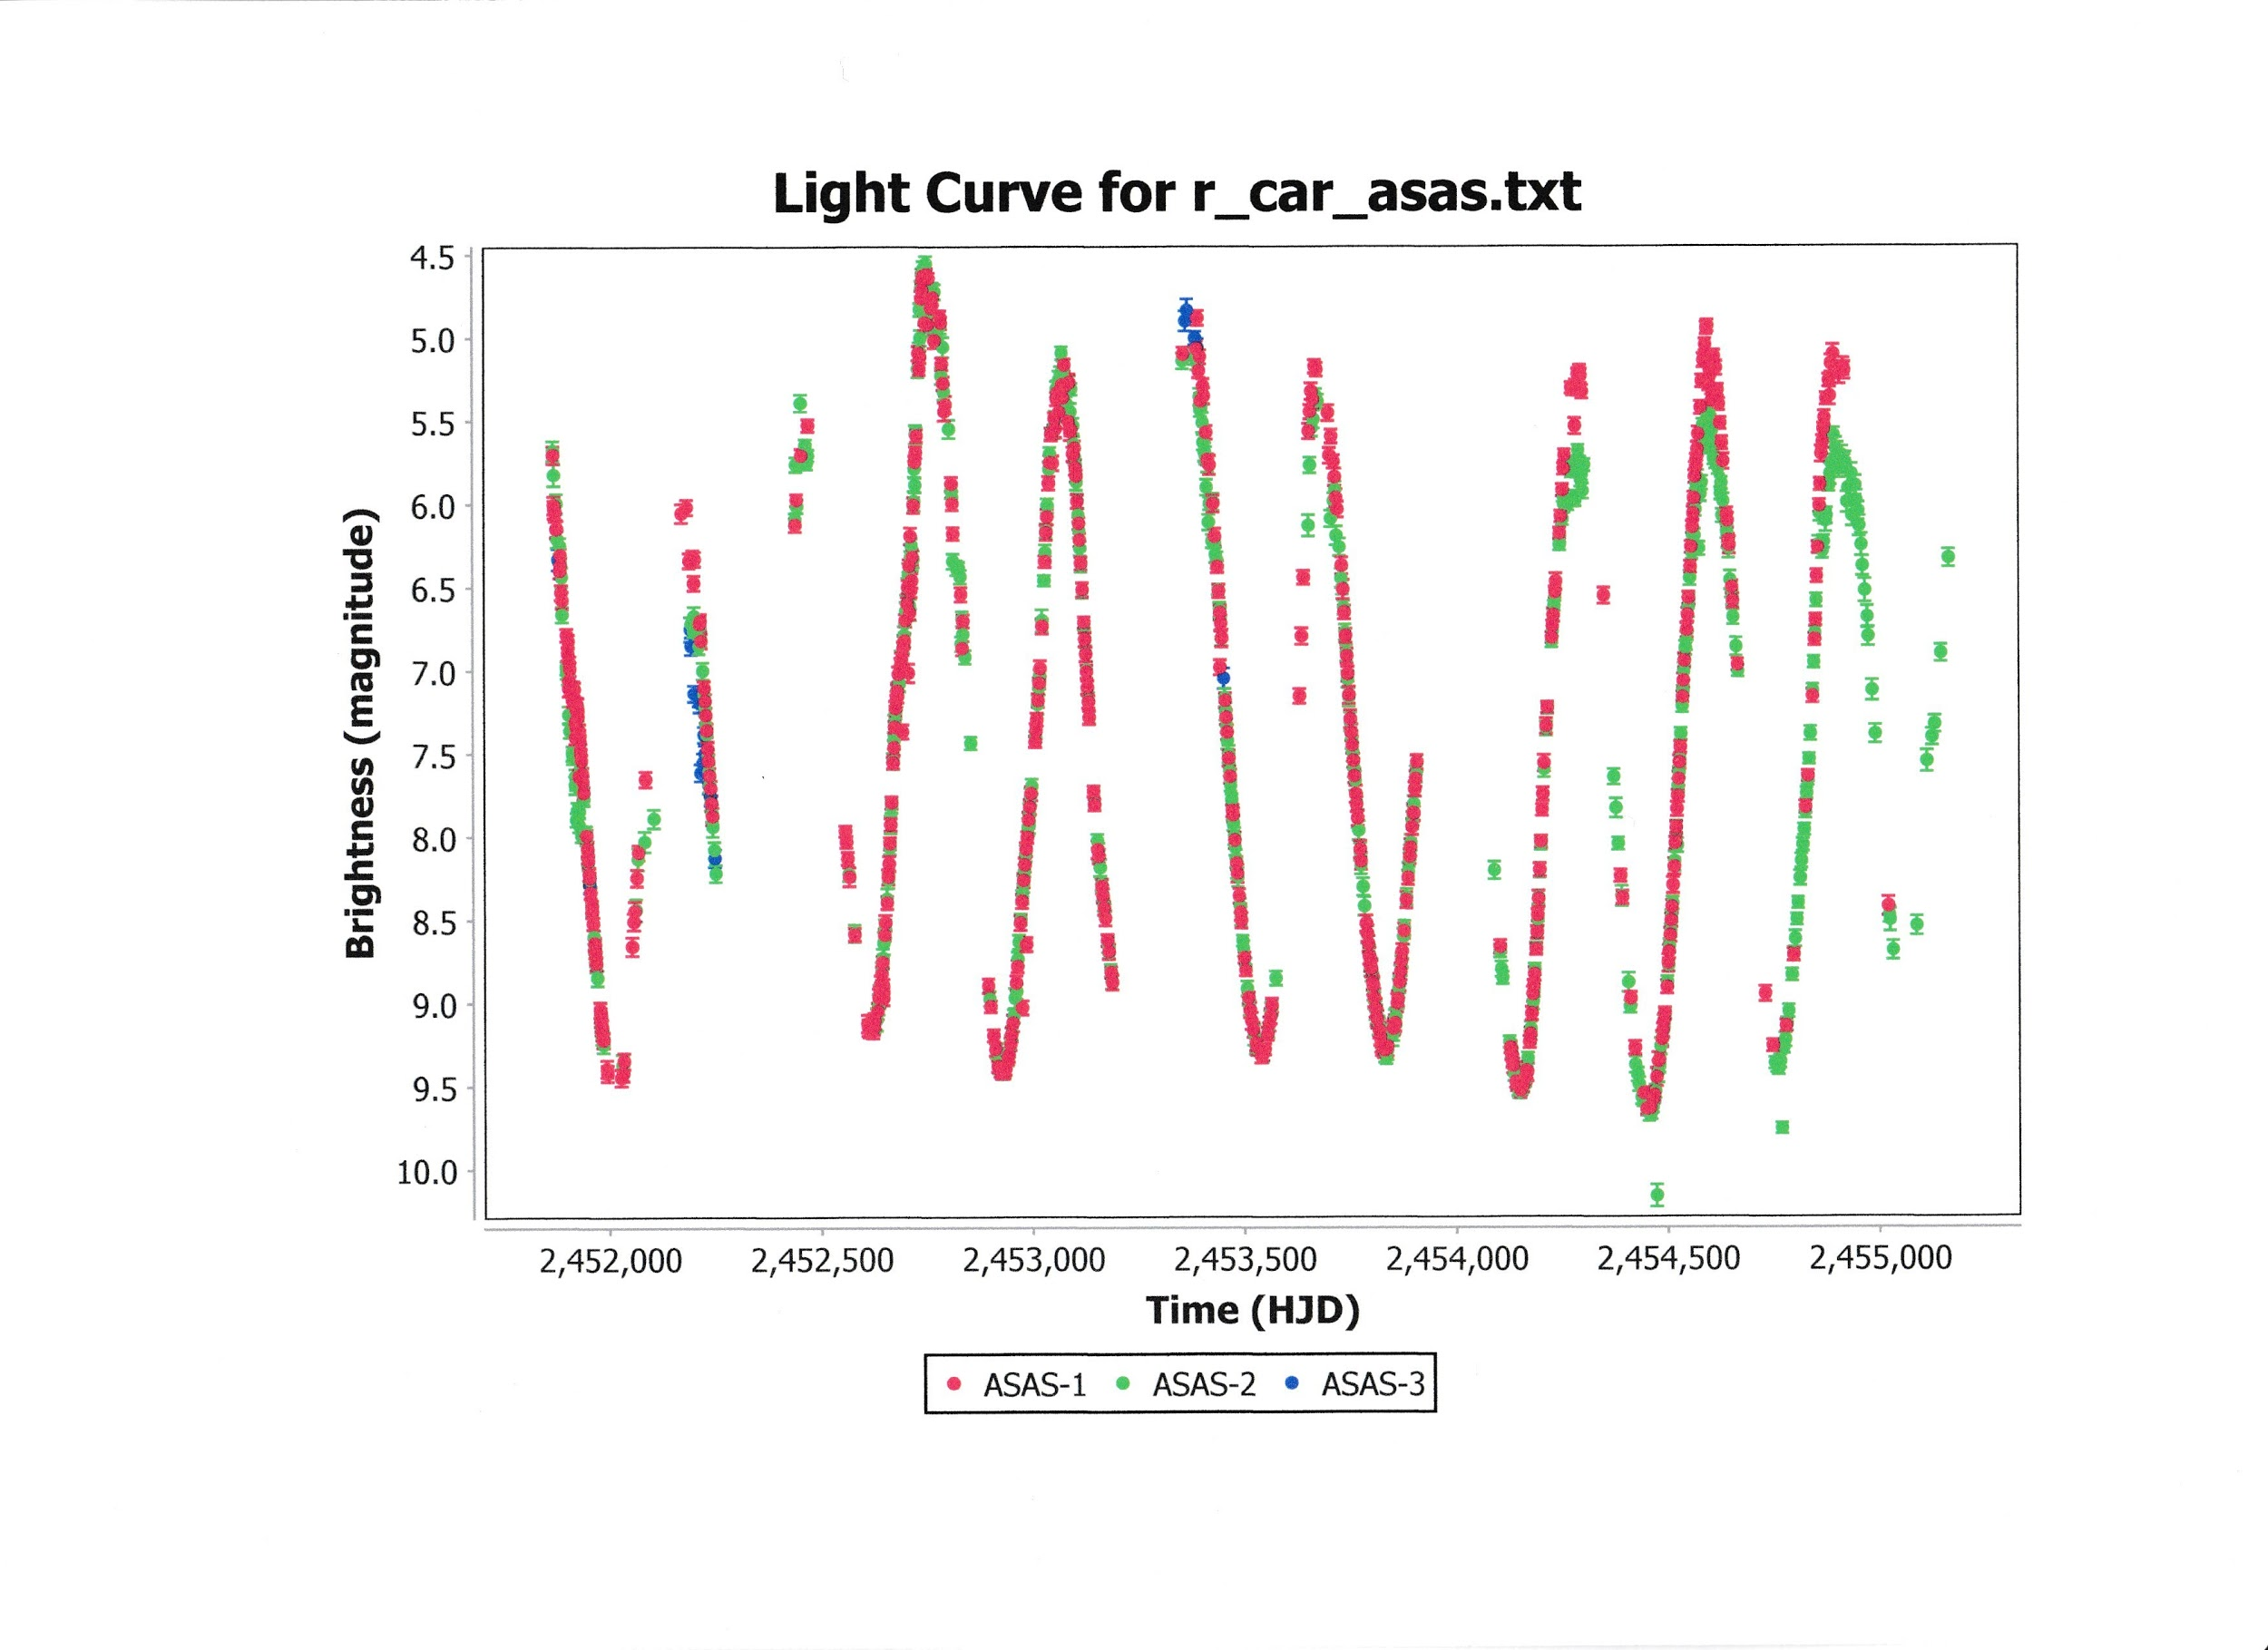 Light Curve for r_car_asas.txt
4.5
5.0
5.5
6.0
6.5
7.0
7.5
8.0
8.5
9.0
9.5
10.0
Brightness (magnitude)
2,452,000 2,452,500 2,453,000 2,453,500 2,454,000 2,454,500 2,455,000
Time (HJD)
ASAS-1 ASAS-2 ASAS-3